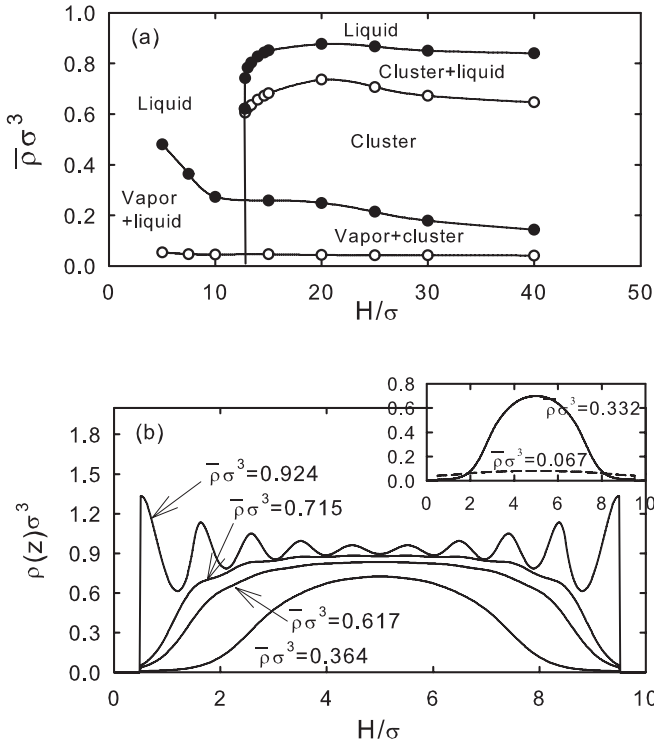 (a)
Liquid
1.0
0.8
0.6
0.4
0.2
0.0
ρ̅σ³
Cluster+liquid
Liquid
Cluster
Vapor
+liquid
Vapor+cluster
0 10 20 30 40 50
H/σ
(b)
1.8
1.5
1.2
0.9
0.6
0.3
0.0
ρ(z)σ³
ρ̅σ³=0.924
ρ̅σ³=0.715
ρ̅σ³=0.617
ρ̅σ³=0.364
0 2 4 6 8 10
H/σ
0.8
0.6
0.4
0.2
0.0
ρ̅σ³=0.332
ρ̅σ³=0.067
0 2 4 6 8 10